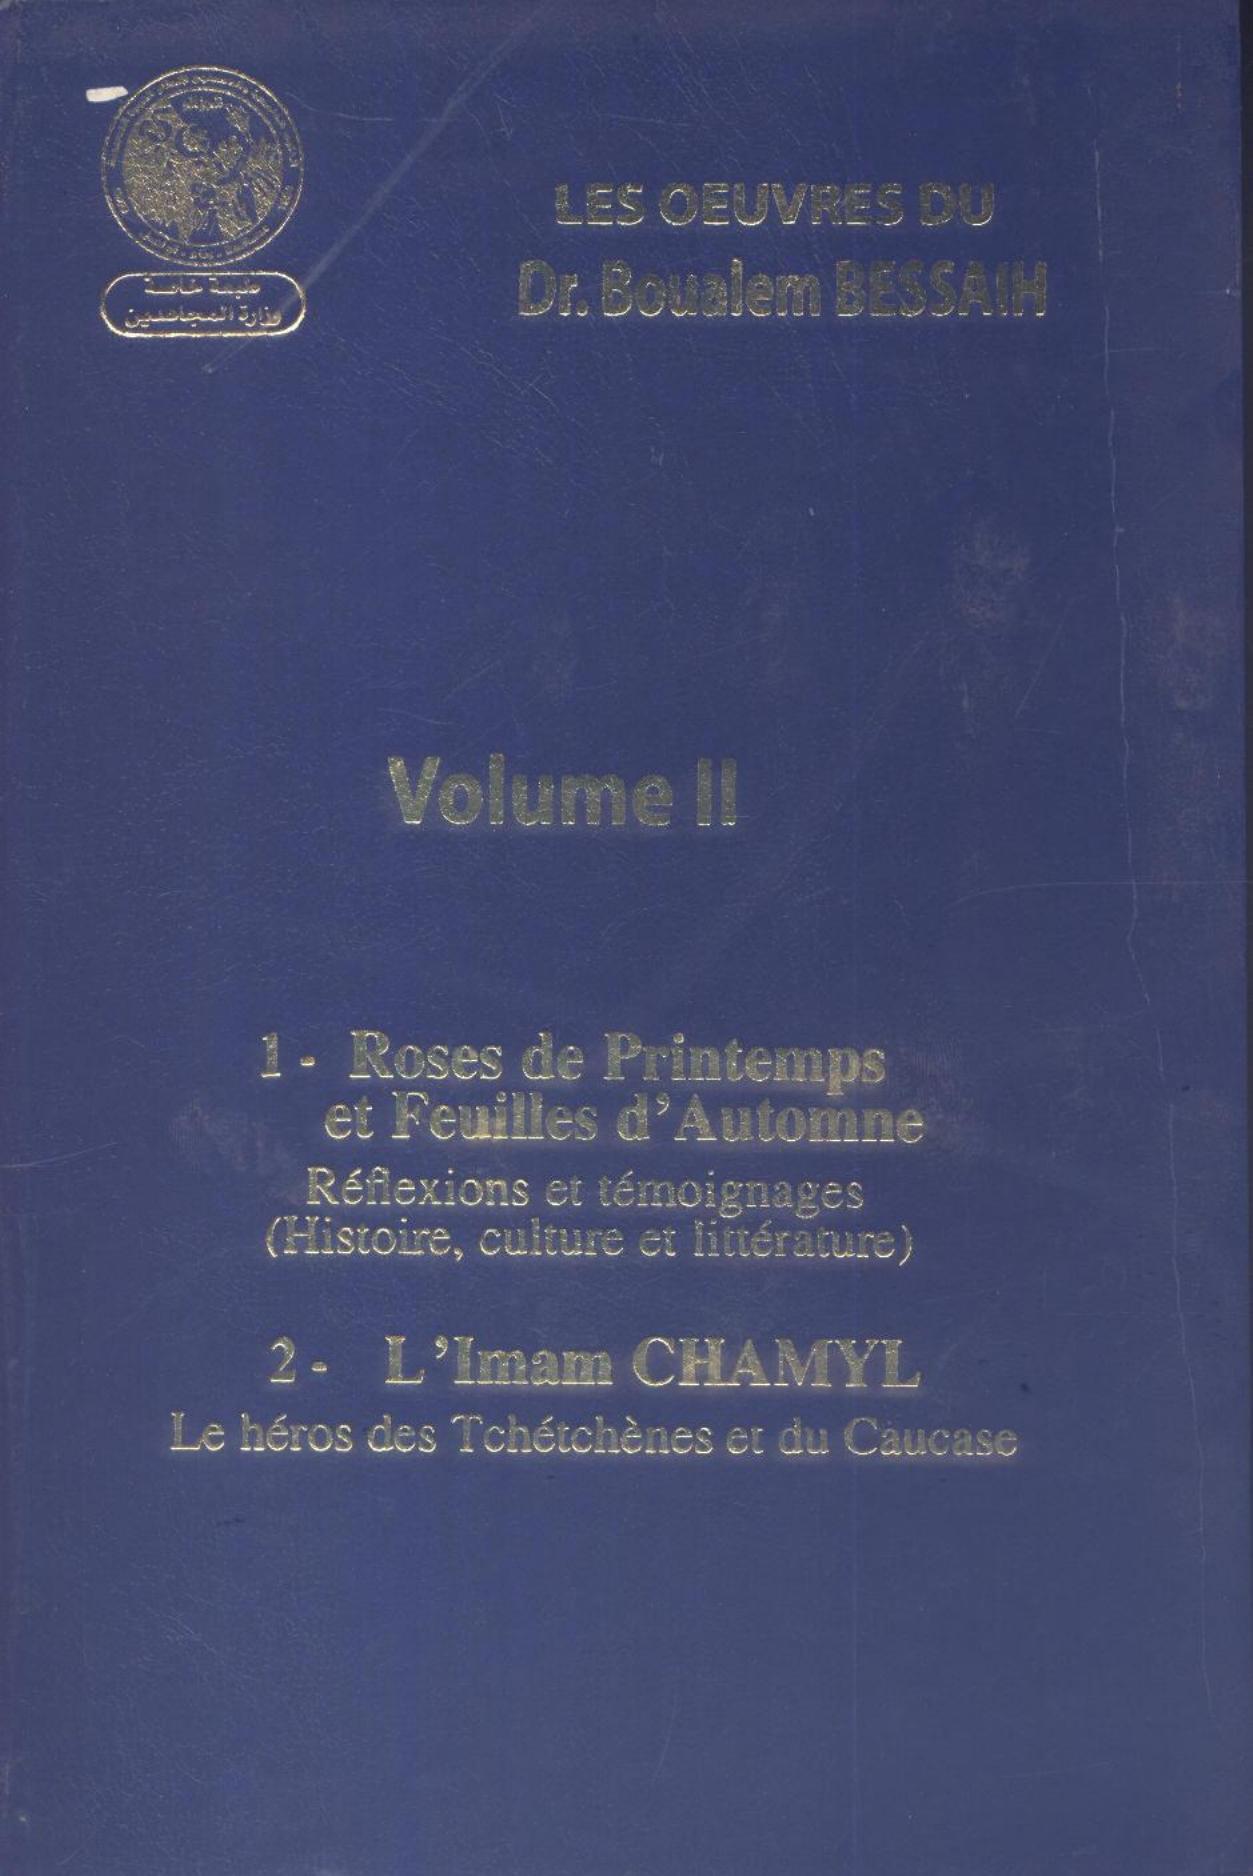 طبعة خاصة
وزارة المجاهدين
LES OEUVRES DU
Dr. Boualem BESSAIH
Volume II
1 - Roses de Printemps
et Feuilles d'Automne
Réflexions et témoignages
(Histoire, culture et littérature)
2 - L'Imam CHAMYL
Le héros des Tchétchènes et du Caucase